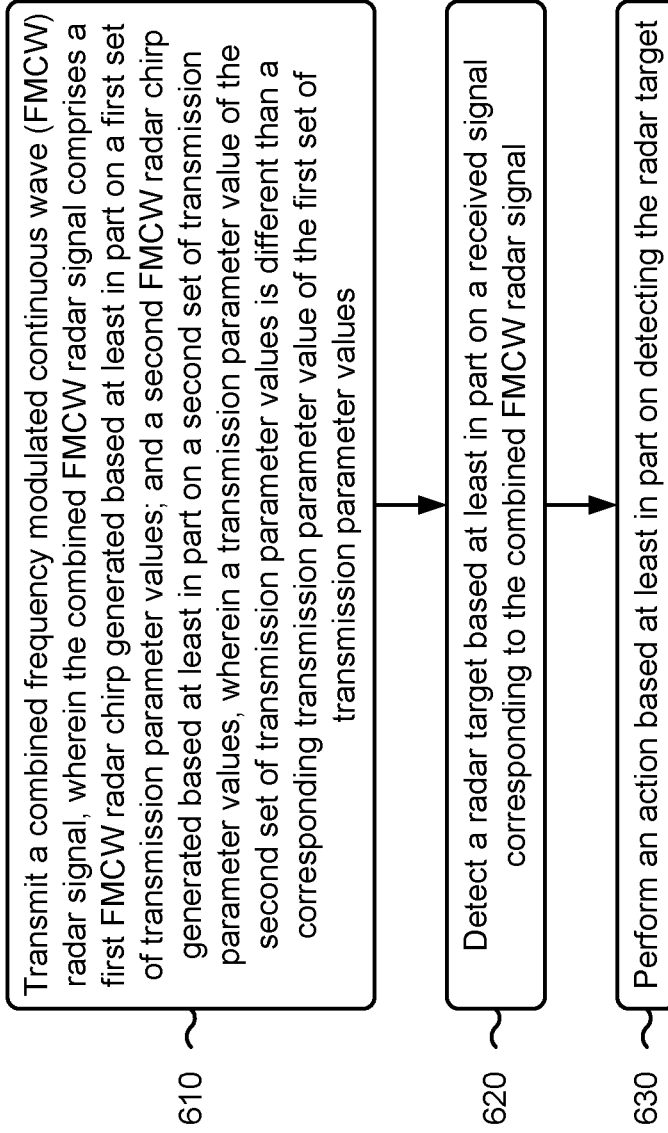 610
Transmit a combined frequency modulated continuous wave (FMCW)
radar signal, wherein the combined FMCW radar signal comprises a
first FMCW radar chirp generated based at least in part on a first set
of transmission parameter values; and a second FMCW radar chirp
generated based at least in part on a second set of transmission
parameter values, wherein a transmission parameter value of the
second set of transmission parameter values is different than a
corresponding transmission parameter value of the first set of
transmission parameter values
620
Detect a radar target based at least in part on a received signal
corresponding to the combined FMCW radar signal
630
Perform an action based at least in part on detecting the radar target